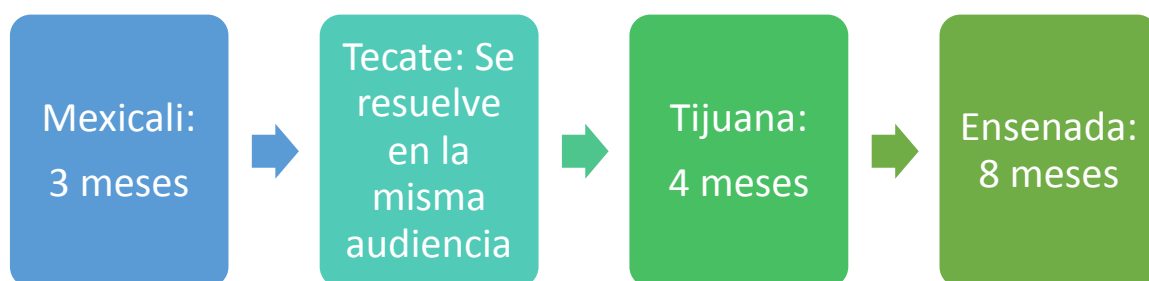 Mexicali:
3 meses
Tecate: Se
resuelve
en la
misma
audiencia
Tijuana:
4 meses
Ensenada:
8 meses